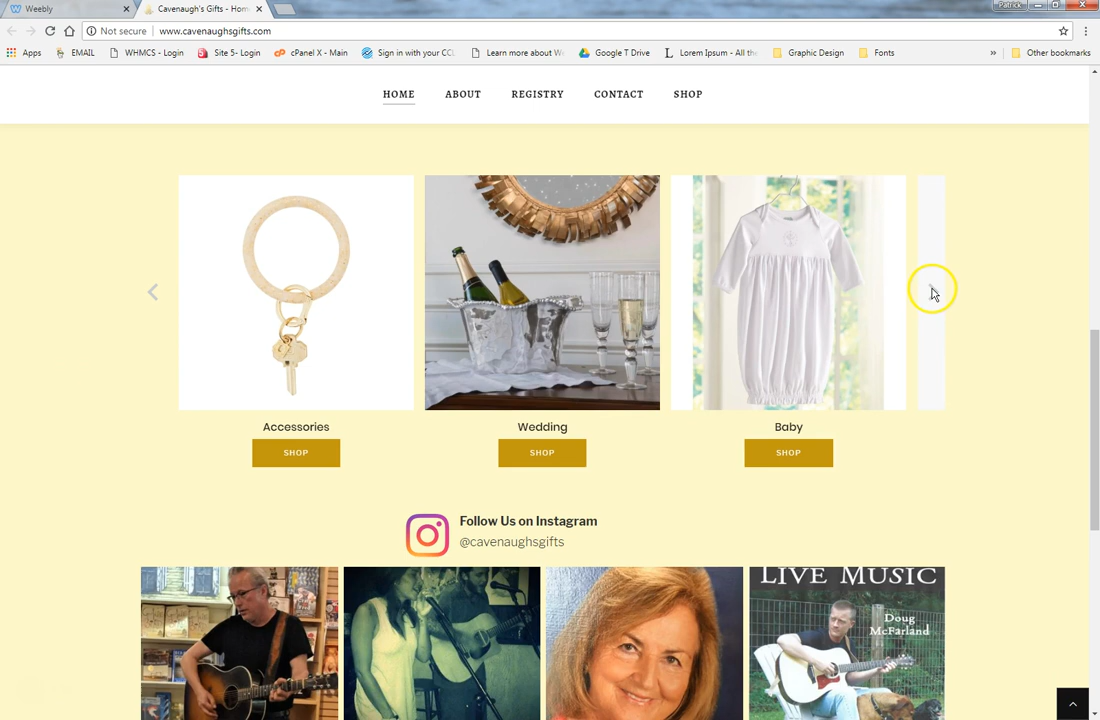 Weebly
Cavenaugh's Gifts - Hom
Patrick
Not secure
www.cavenaughsgifts.com
Apps
EMAIL
WHMCS - Login
Site 5- Login
cPanel X - Main
Sign in with your CCL
Learn more about W
Google T Drive
Lorem Ipsum - All the
Graphic Design
Fonts
»
Other bookmarks
HOME
ABOUT
REGISTRY
CONTACT
SHOP
Accessories
Wedding
Baby
SHOP
SHOP
SHOP
Follow Us on Instagram
@cavenaughsgifts
LIVE MUSIC
Doug
McFarland